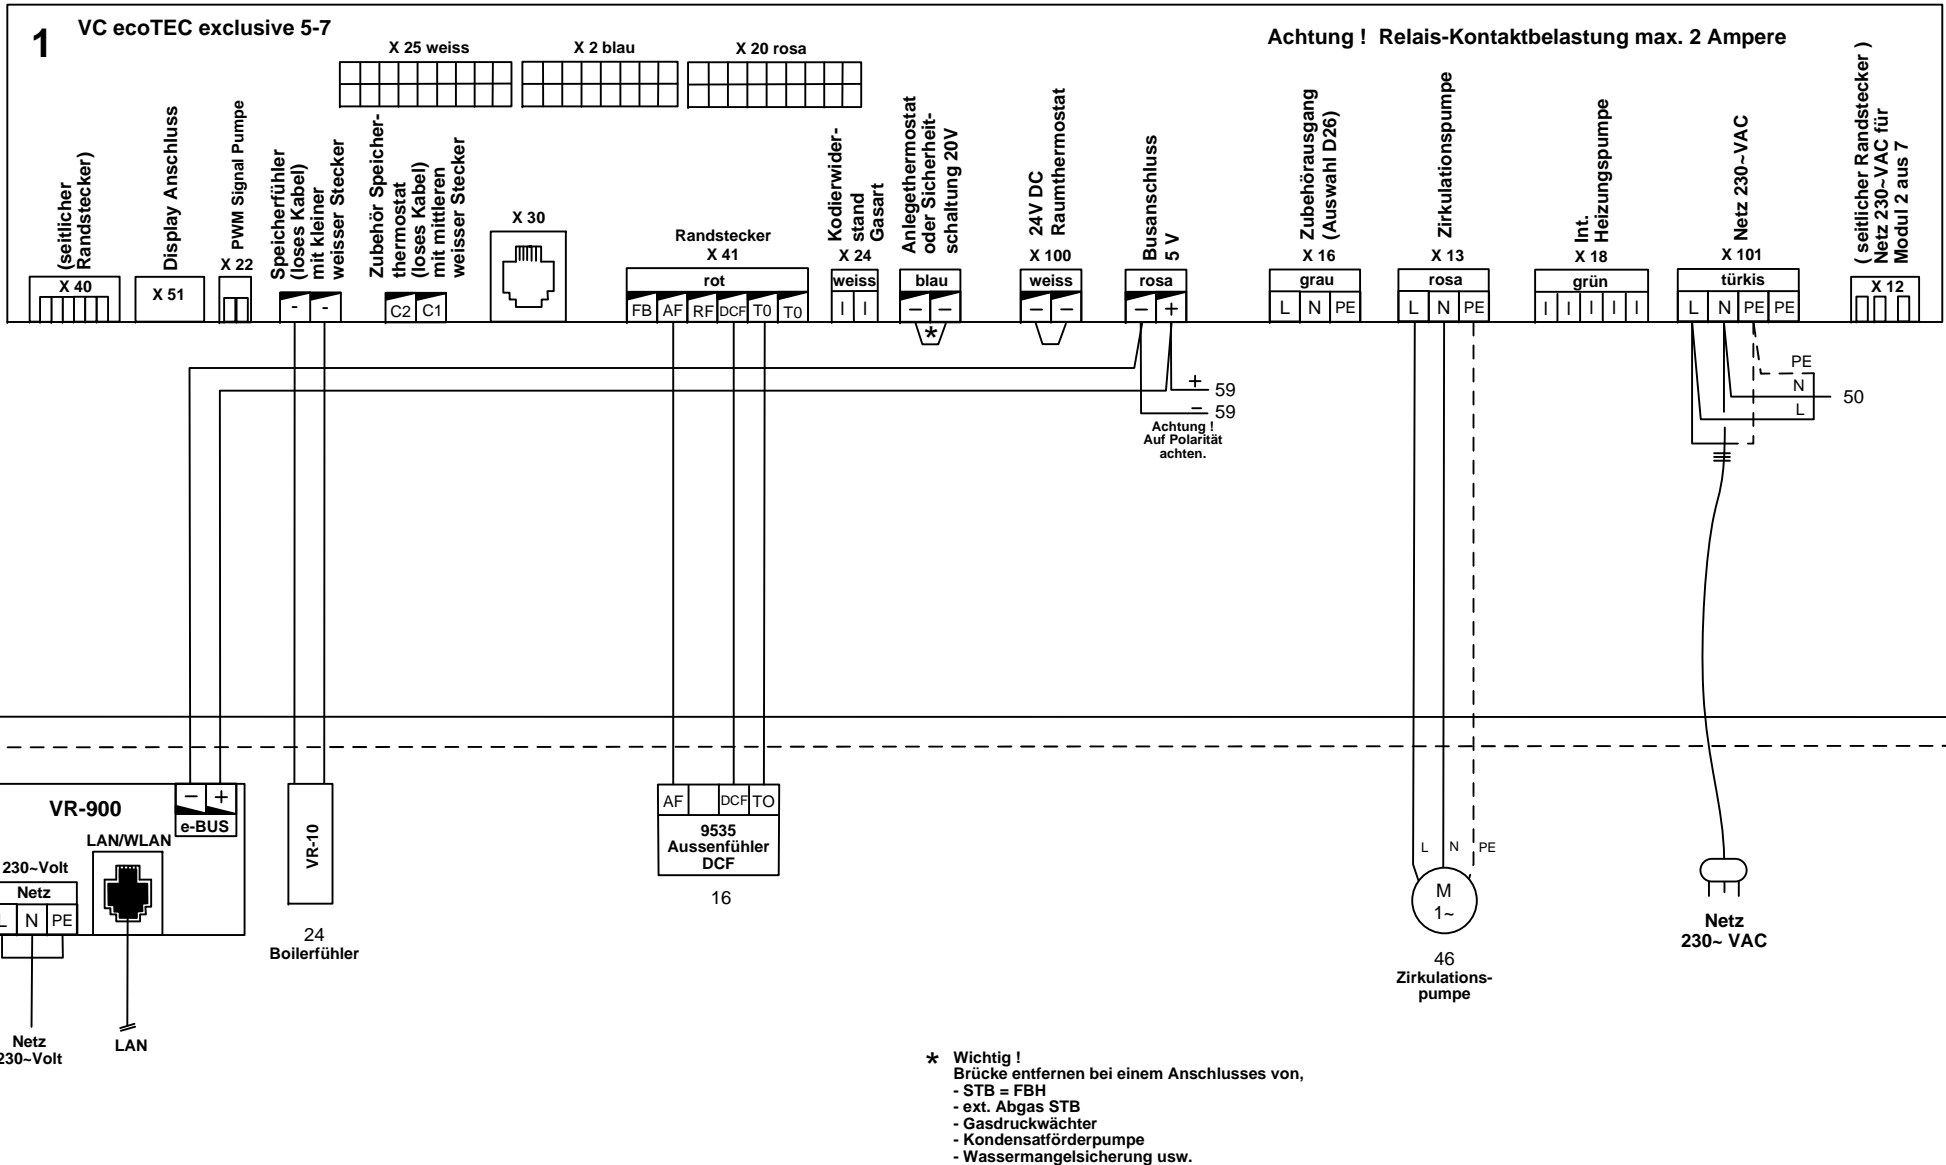 1
VC ecoTEC exclusive 5-7
Achtung ! Relais-Kontaktbelastung max. 2 Ampere
X 25 weiss
X 2 blau
X 20 rosa
(seitlicher
Randstecker)
X 40
Display Anschluss
X 51
PWM Signal Pumpe
X 22
Speicherfühler
(loses Kabel)
mit kleiner
weisser Stecker
- -
Zubehör Speicher-
thermostat
(loses Kabel)
mit mittleren
weisser Stecker
C2 C1
X 30
Randstecker
X 41
rot
FB AF RF DCF T0 T0
Kodierwider-
stand
Gasart
X 24
weiss
I I
Anlegethermostat
oder Sicherheit-
schaltung 20V
blau
– –
*
24V DC
Raumthermostat
X 100
weiss
– –
Busanschluss
5 V
rosa
– +
Zubehörausgang
(Auswahl D26)
X 16
grau
L N PE
Zirkulationspumpe
X 13
rosa
L N PE
Int.
Heizungspumpe
X 18
grün
I I I I I
Netz 230~VAC
X 101
türkis
L N PE PE
( seitlicher Randstecker )
Netz 230~VAC für
Modul 2 aus 7
X 12
+ 59
– 59
Achtung !
Auf Polarität
achten.
PE
N
L
50
VR-900
– +
e-BUS
LAN/WLAN
230~Volt
Netz
L N PE
Netz
230~Volt
LAN
VR-10
24
Boilerfühler
AF DCF TO
9535
Aussenfühler
DCF
16
L N PE
M
1~
46
Zirkulations-
pumpe
Netz
230~ VAC
* Wichtig !
Brücke entfernen bei einem Anschlusses von,
- STB = FBH
- ext. Abgas STB
- Gasdruckwächter
- Kondensatförderpumpe
- Wassermangelsicherung usw.